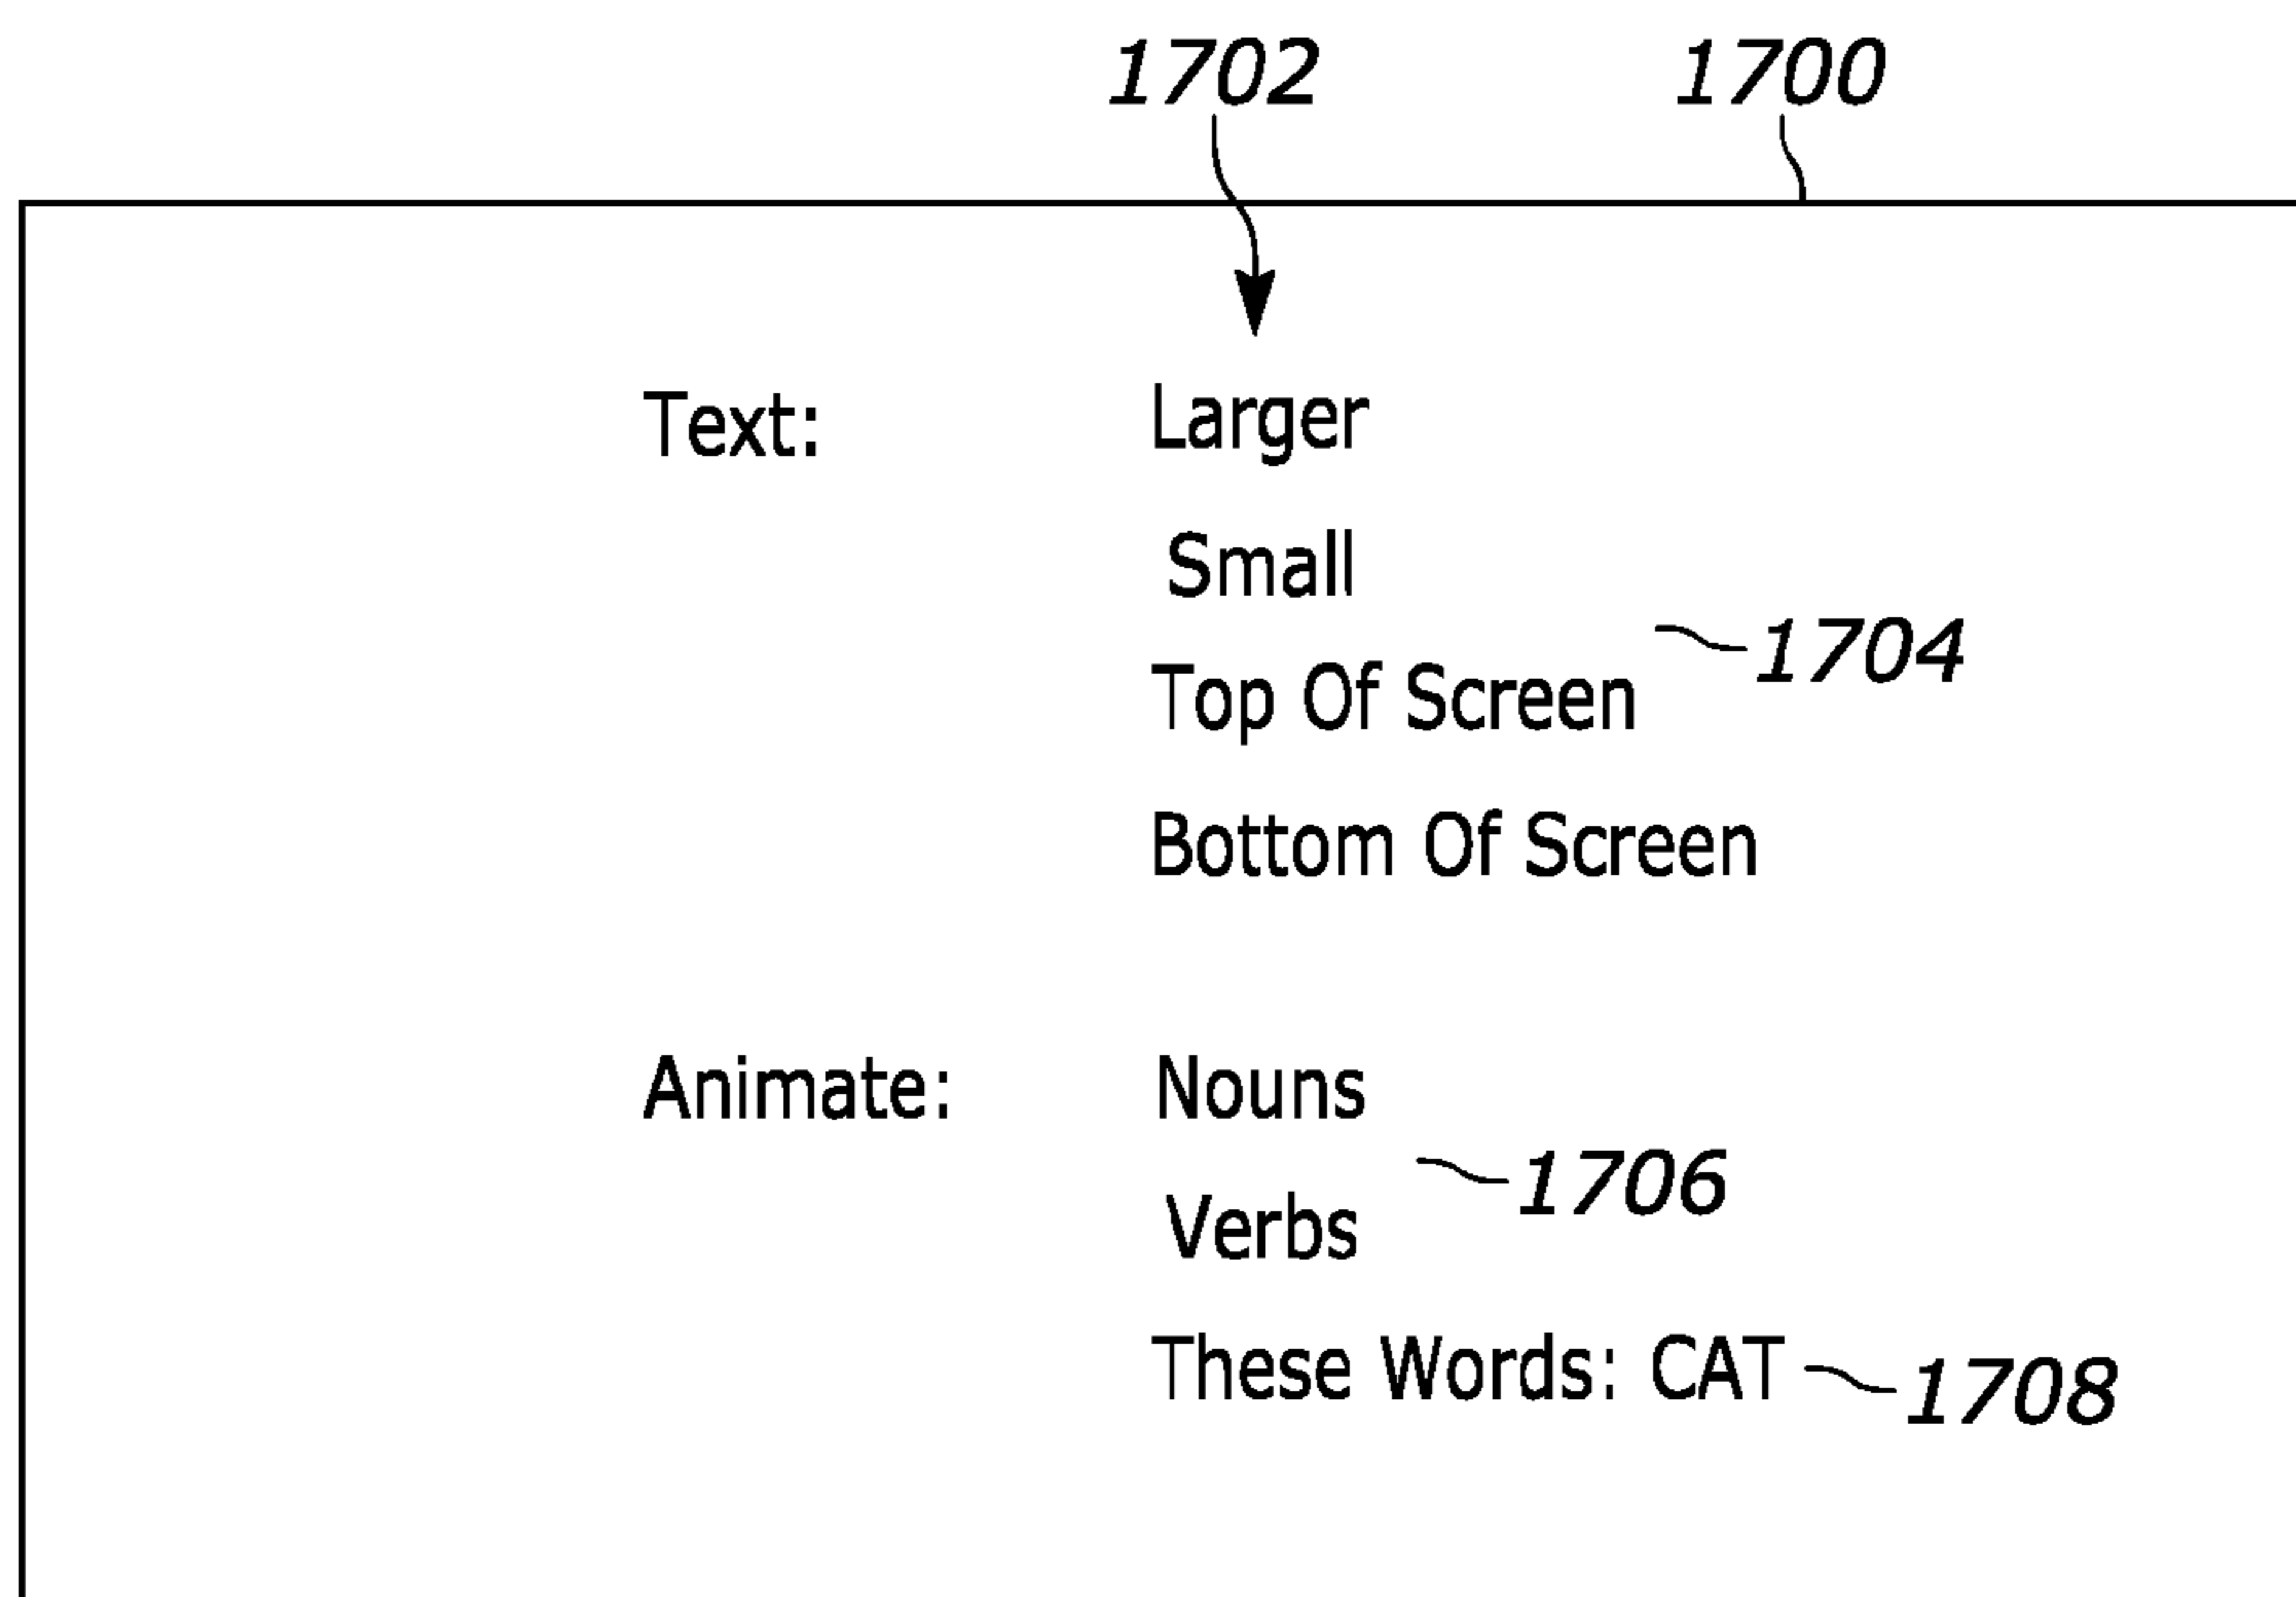 1702 1700
Text: Larger
Small
1704
Top Of Screen
Bottom Of Screen
Animate: Nouns
1706
Verbs
These Words: CAT 1708